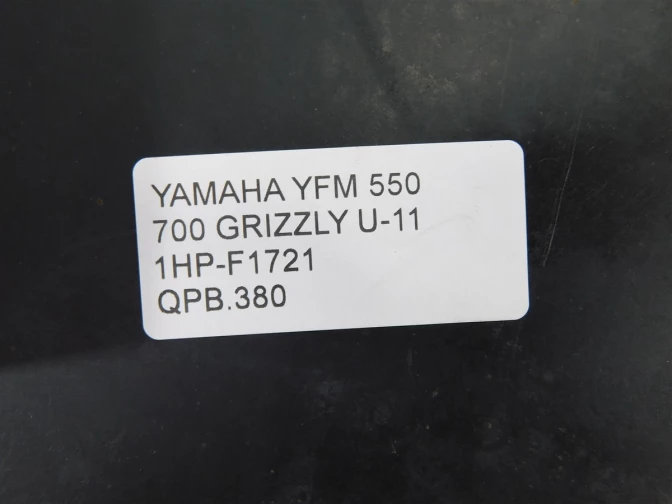 YAMAHA YFM 550
700 GRIZZLY U-11
1HP-F1721
QPB.380